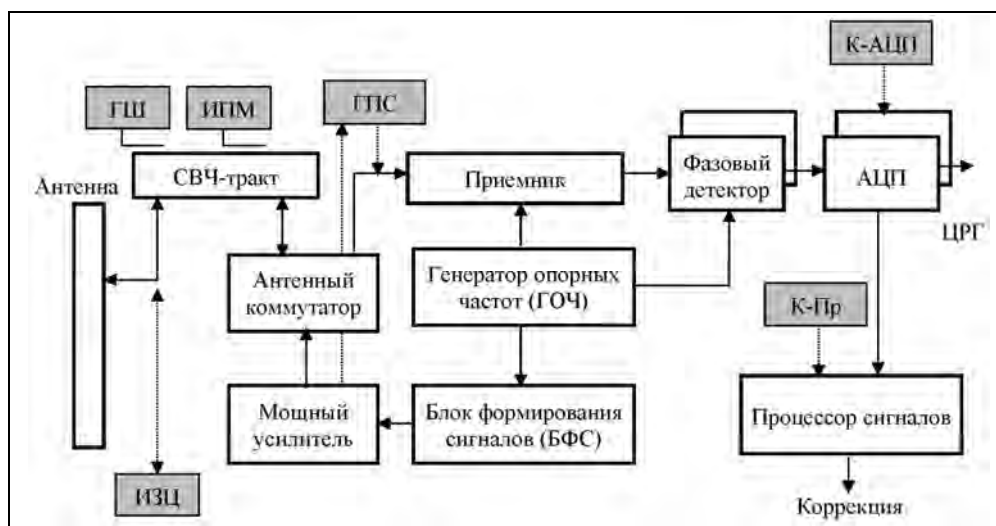 К-АЦП
ГШ
ИПМ
ГПС
Антенна
СВЧ-тракт
Приемник
Фазовый
детектор
АЦП
ЦРГ
Антенный
коммутатор
Генератор опорных
частот (ГОЧ)
К-Пр
Мощный
усилитель
Блок формирования
сигналов (БФС)
Процессор сигналов
ИЗЦ
Коррекция